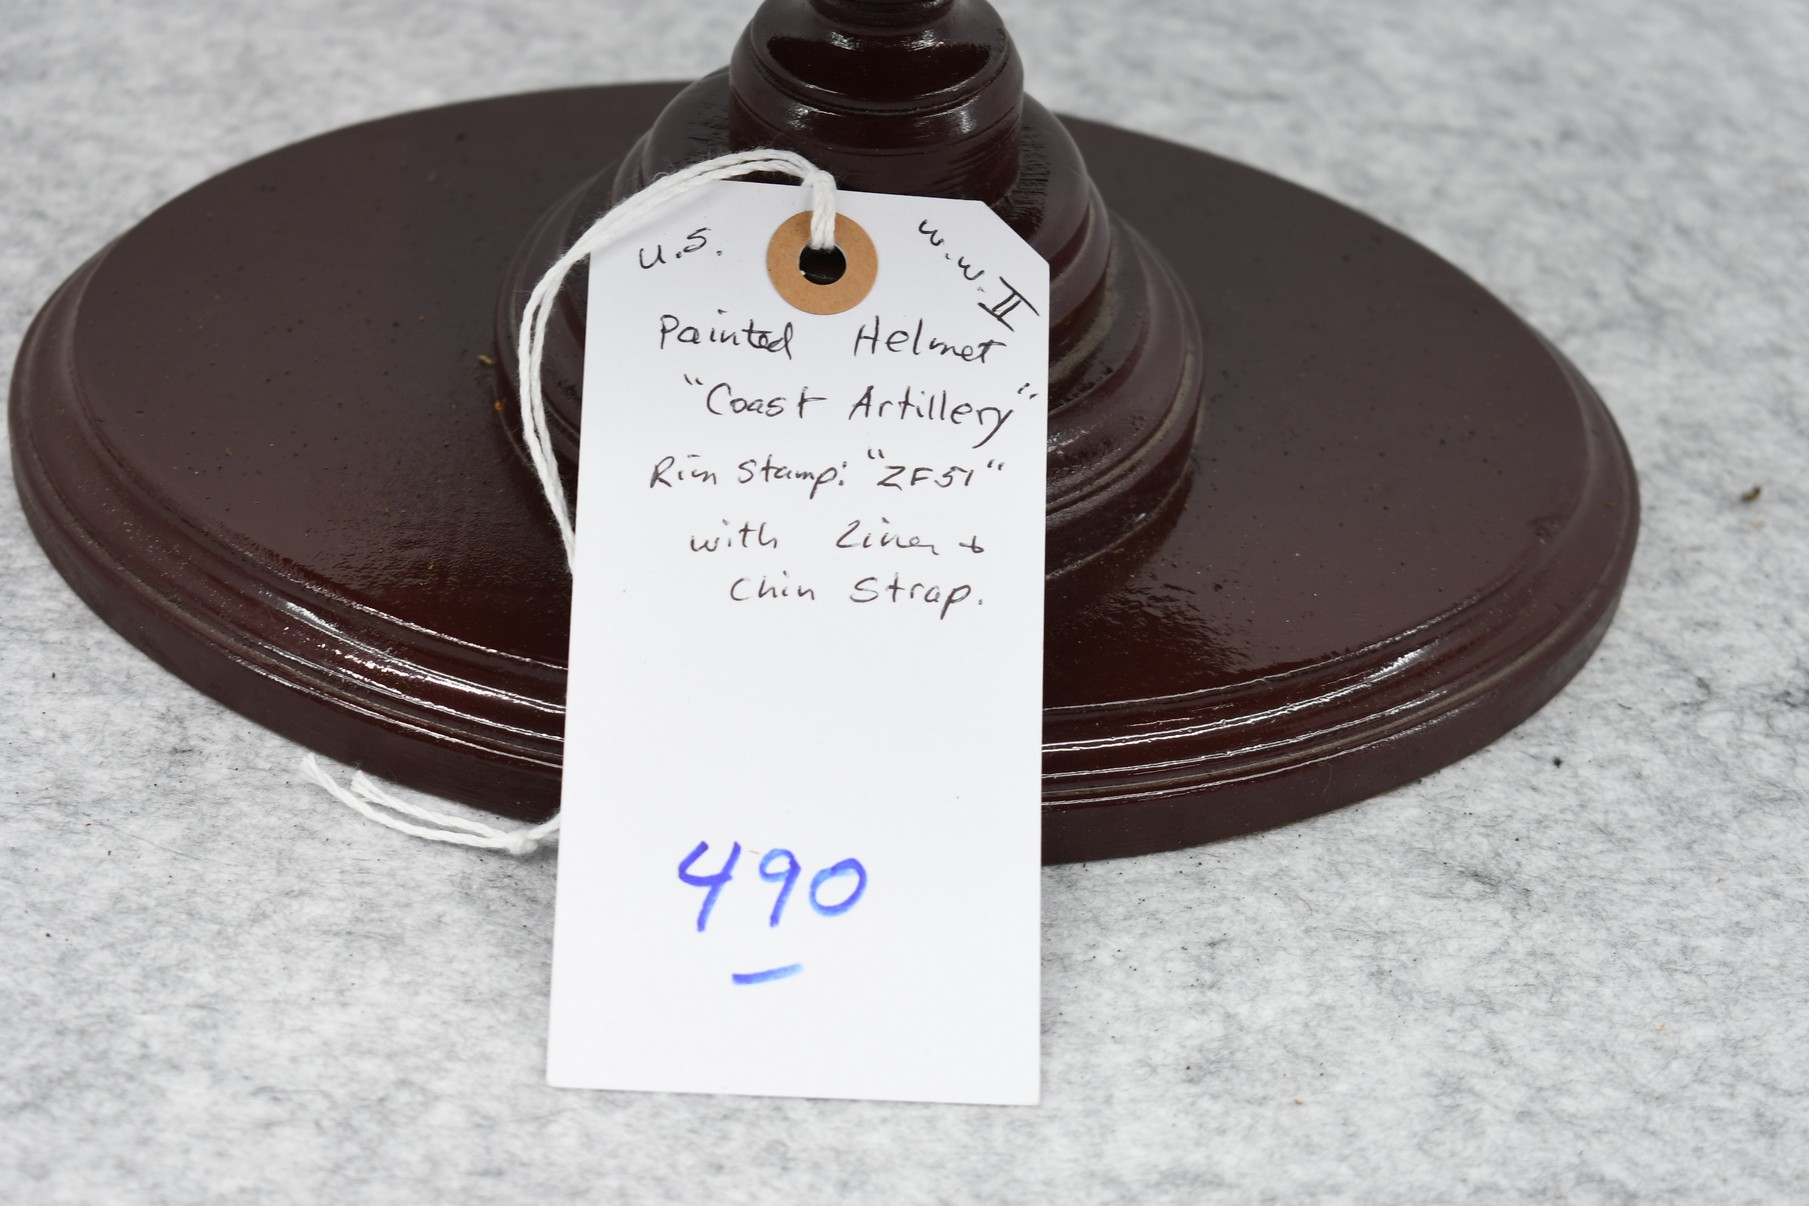 U.S. W.W.II
Painted Helmet
"Coast Artillery"
Rim Stamp: "ZF51"
with Liner +
Chin Strap.
490